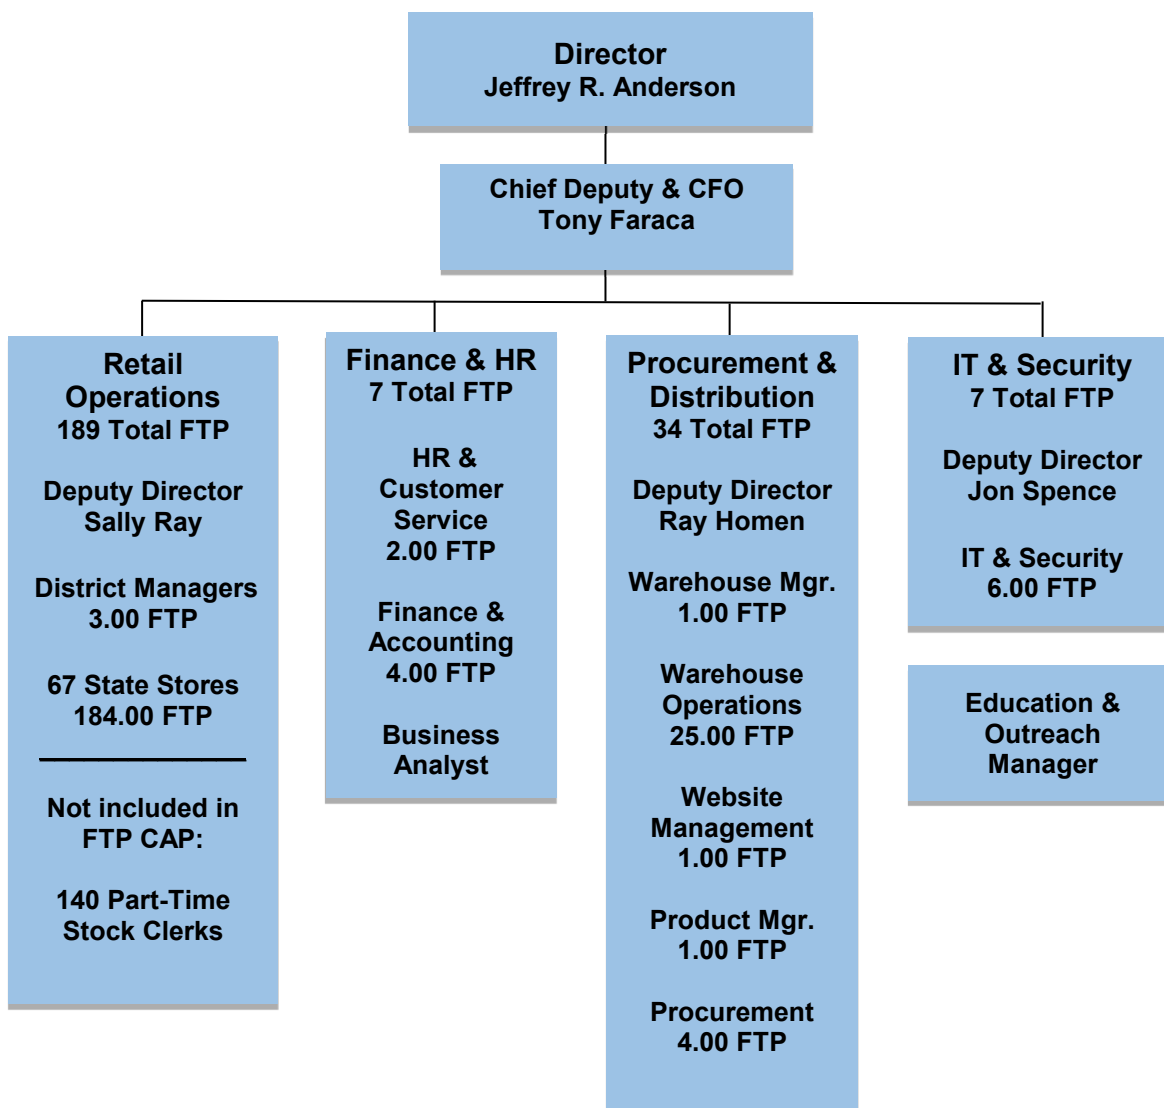 Director
Jeffrey R. Anderson
Chief Deputy & CFO
Tony Faraca
Retail
Operations
189 Total FTP
Deputy Director
Sally Ray
District Managers
3.00 FTP
67 State Stores
184.00 FTP
Not included in
FTP CAP:
140 Part-Time
Stock Clerks
Finance & HR
7 Total FTP
HR &
Customer
Service
2.00 FTP
Finance &
Accounting
4.00 FTP
Business
Analyst
Procurement &
Distribution
34 Total FTP
Deputy Director
Ray Homen
Warehouse Mgr.
1.00 FTP
Warehouse
Operations
25.00 FTP
Website
Management
1.00 FTP
Product Mgr.
1.00 FTP
Procurement
4.00 FTP
IT & Security
7 Total FTP
Deputy Director
Jon Spence
IT & Security
6.00 FTP
Education &
Outreach
Manager